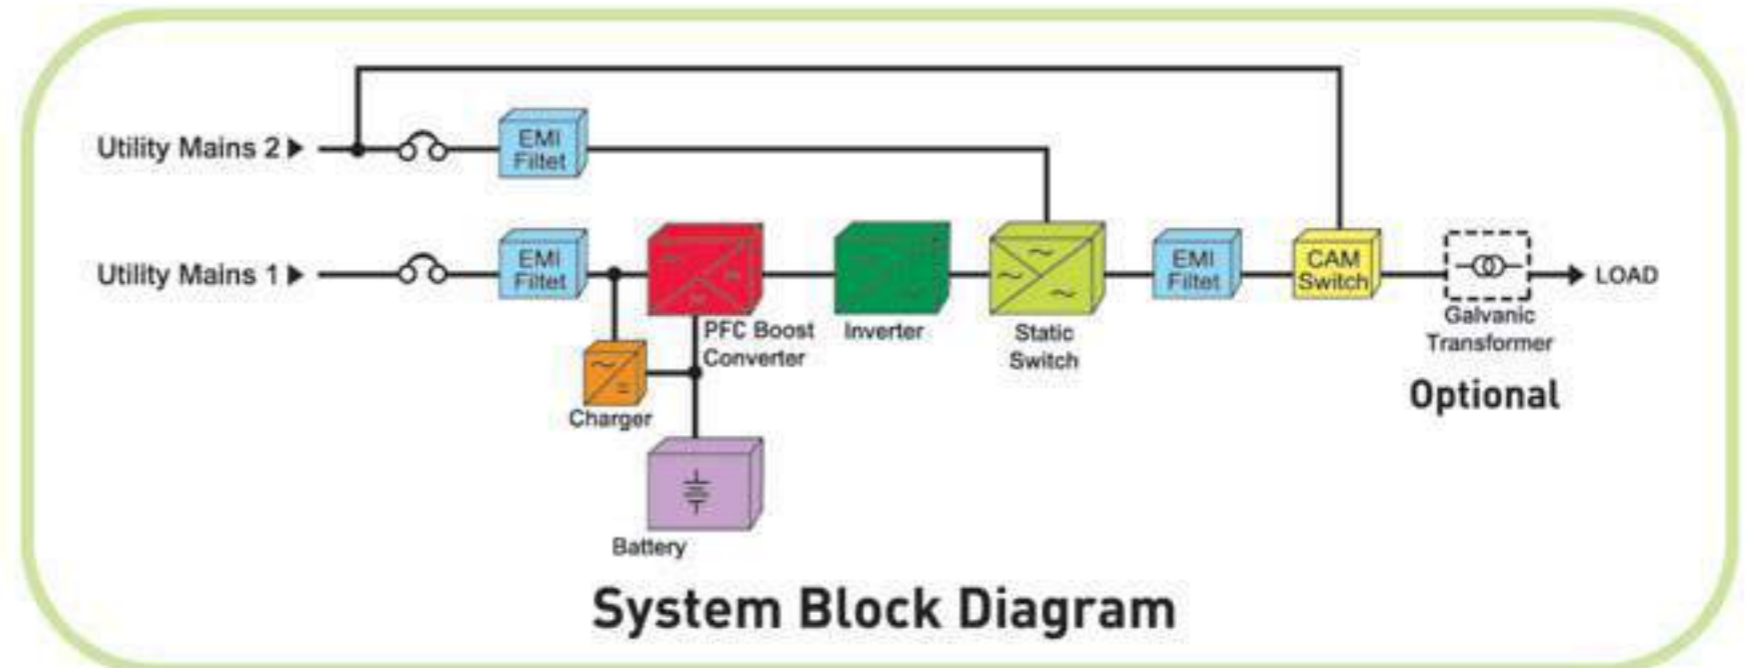 Utility Mains 2
EMI
Filtet
Utility Mains 1
EMI
Filtet
PFC Boost
Converter
Inverter
Static
Switch
EMI
Filtet
CAM
Switch
Galvanic
Transformer
LOAD
Optional
Charger
Battery
System Block Diagram